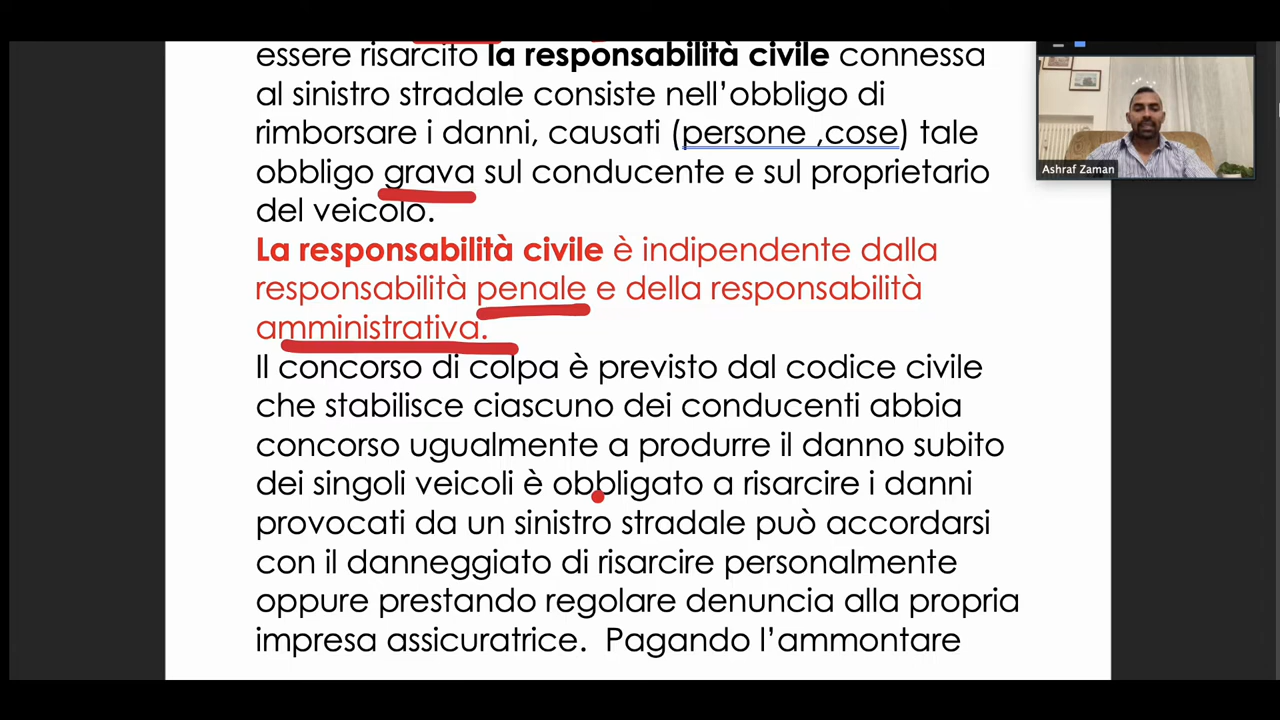 essere risarcito la responsabilità civile connessa
al sinistro stradale consiste nell’obbligo di
rimborsare i danni, causati (persone ,cose) tale
obbligo grava sul conducente e sul proprietario
del veicolo.
La responsabilità civile è indipendente dalla
responsabilità penale e della responsabilità
amministrativa.
Il concorso di colpa è previsto dal codice civile
che stabilisce ciascuno dei conducenti abbia
concorso ugualmente a produrre il danno subito
dei singoli veicoli è obbligato a risarcire i danni
provocati da un sinistro stradale può accordarsi
con il danneggiato di risarcire personalmente
oppure prestando regolare denuncia alla propria
impresa assicuratrice.  Pagando l’ammontare
Ashraf Zaman